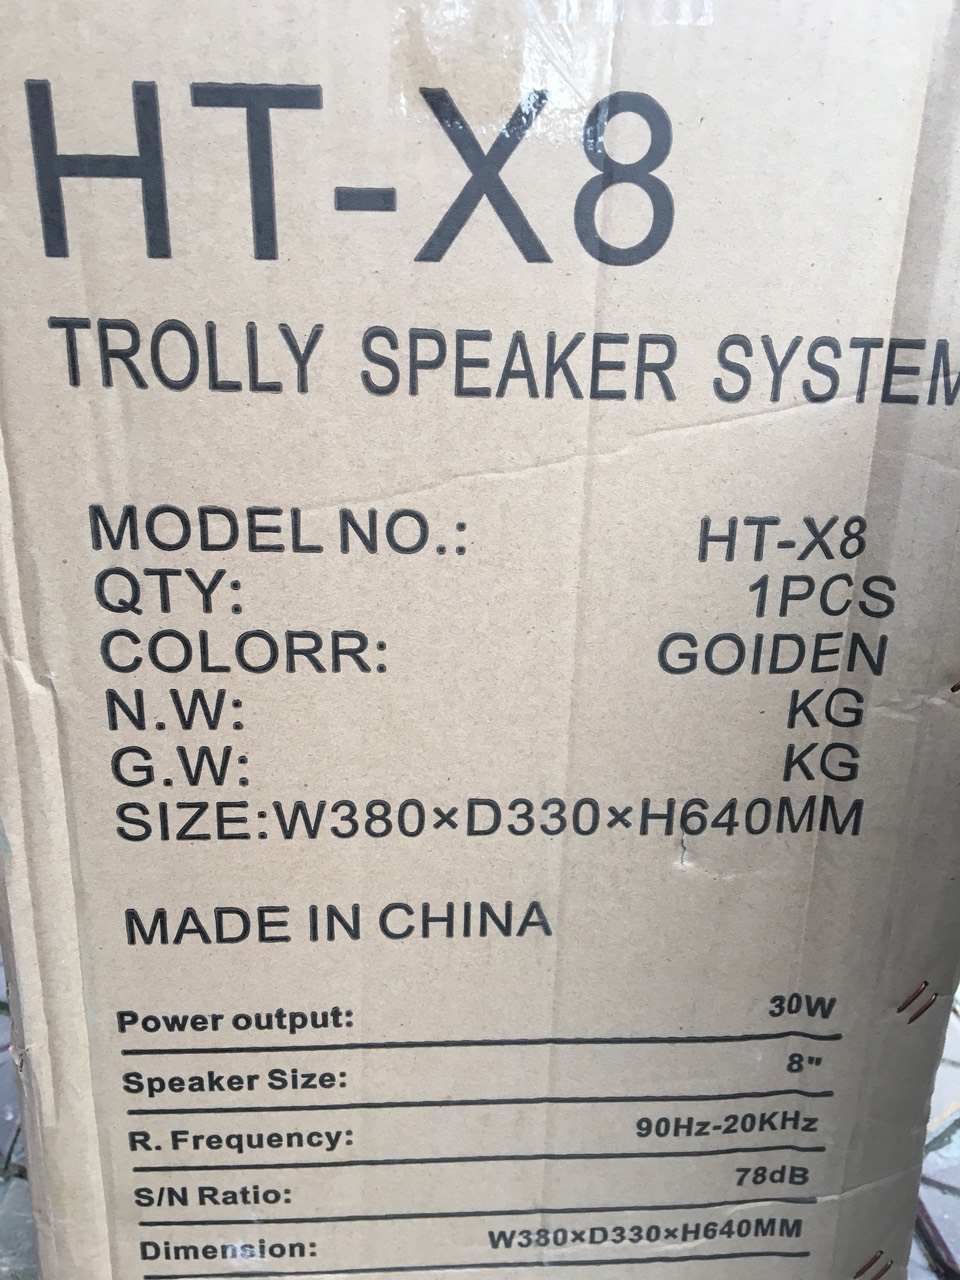 HT-X8
TROLLY SPEAKER SYSTEM
MODEL NO.: HT-X8
QTY: 1PCS
COLORR: GOIDEN
N.W: KG
G.W: KG
SIZE:W380×D330×H640MM
MADE IN CHINA
Power output: 30W
Speaker Size: 8"
R. Frequency: 90Hz-20KHz
S/N Ratio: 78dB
Dimension: W380×D330×H640MM